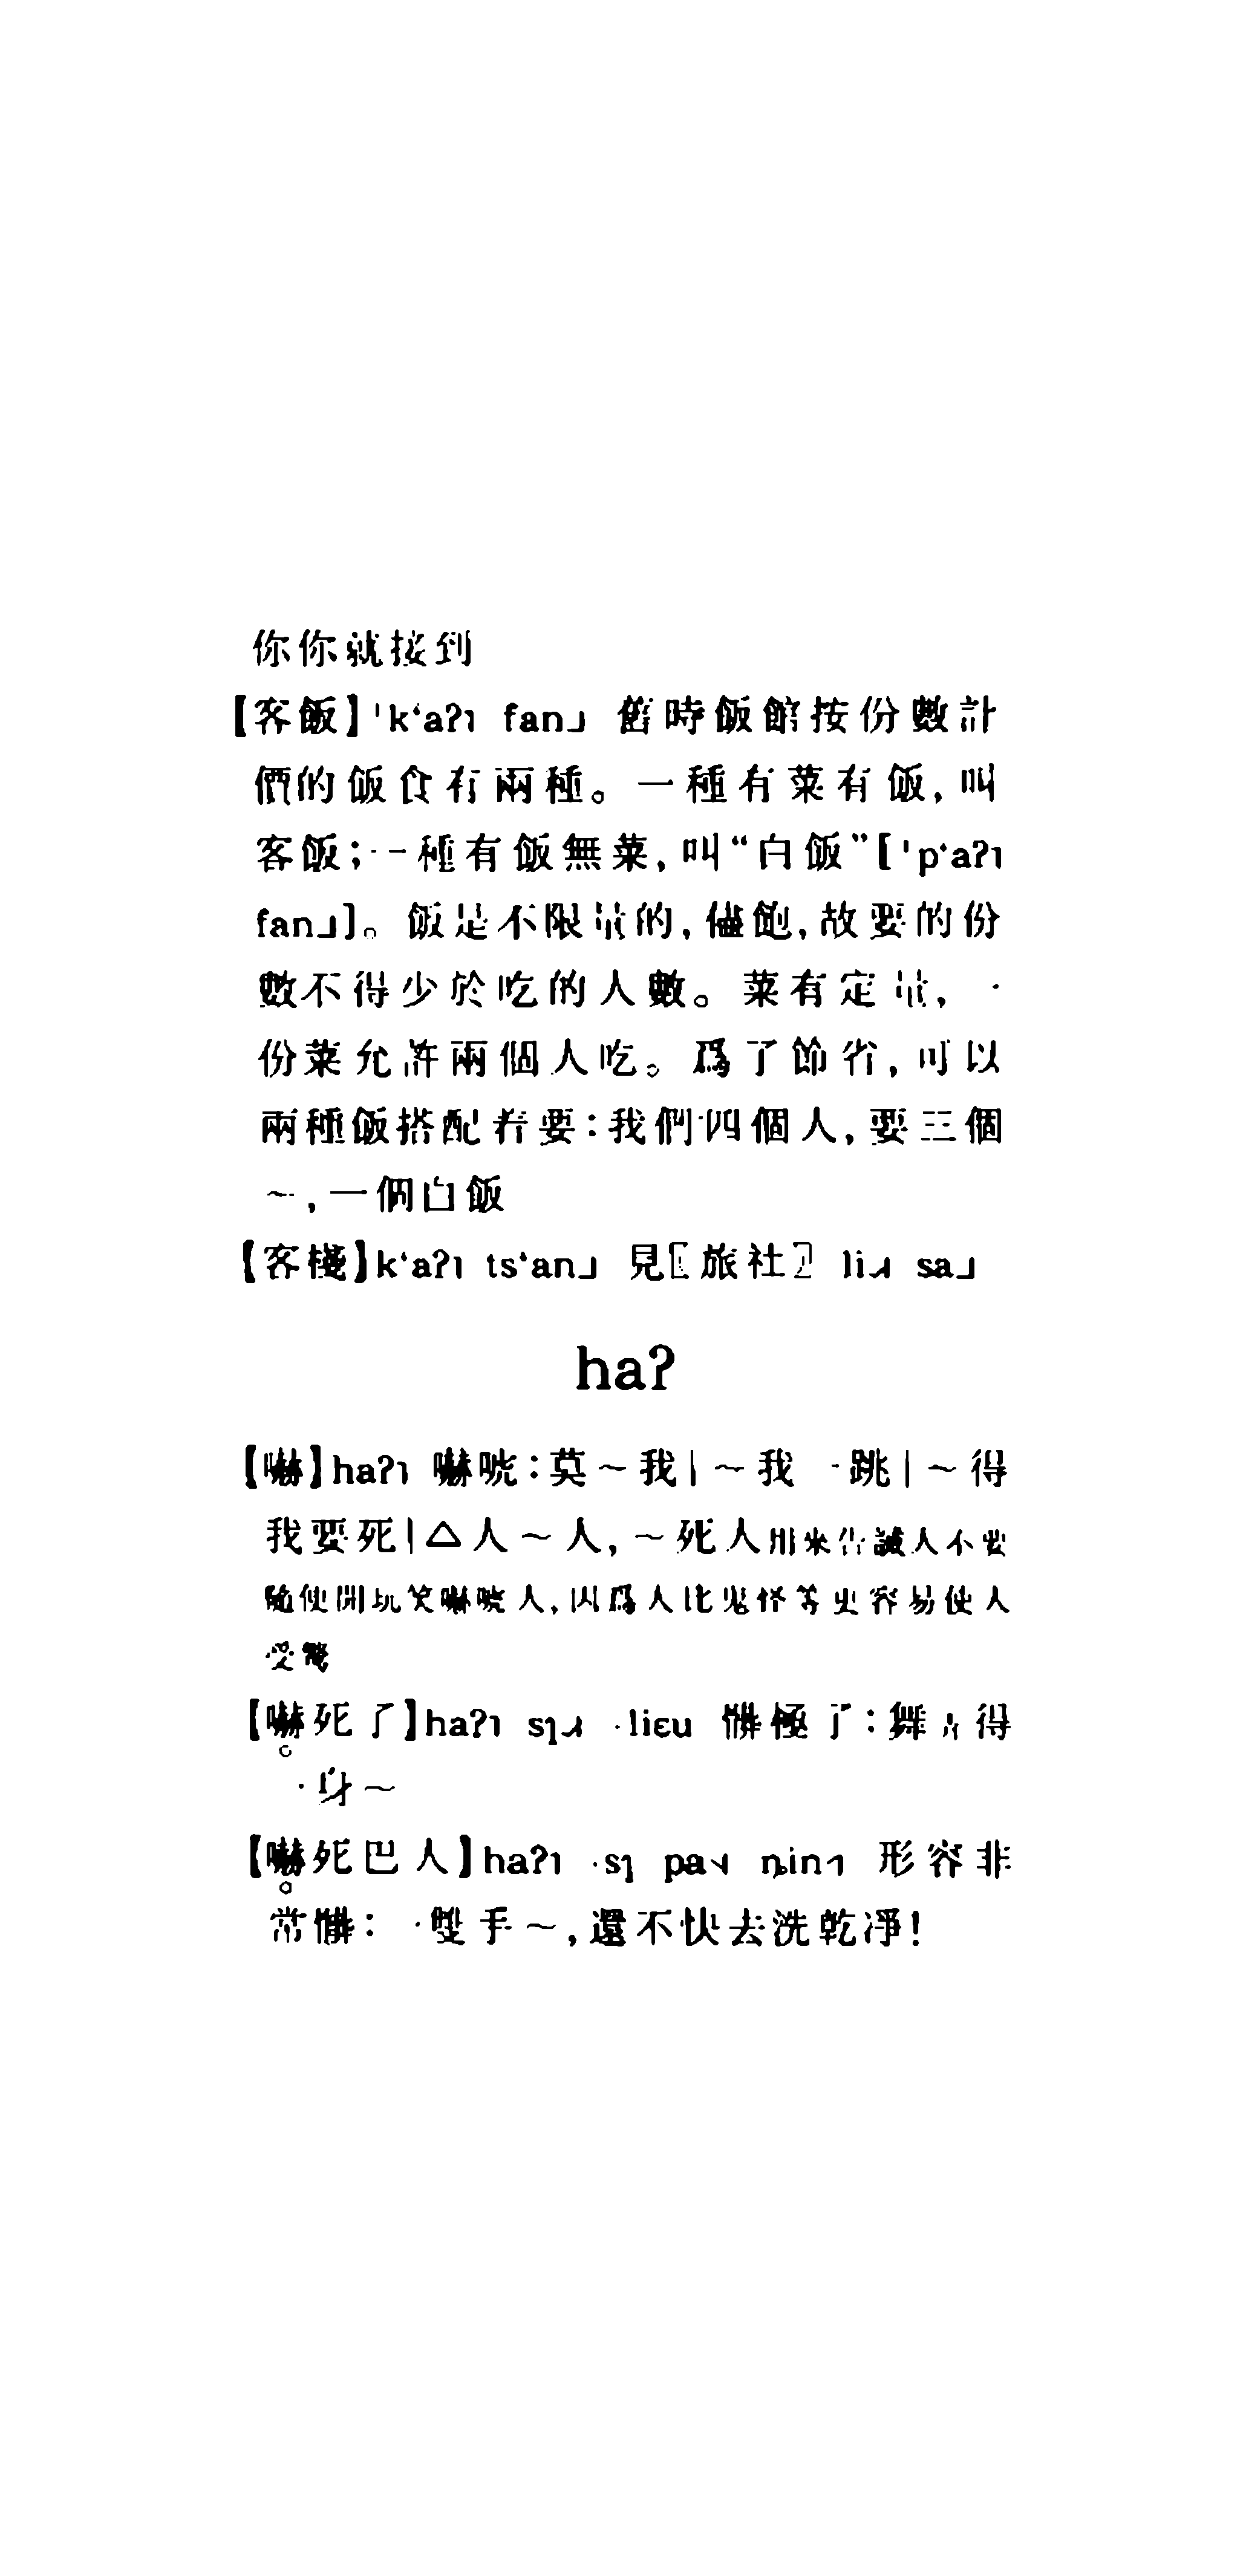 你你就接到
【客飯】ˈkʻaʔ˥ fan˩ 舊時飯館按份數計
價的飯食有兩種。一種有菜有飯,叫
客飯;一種有飯無菜,叫“白飯”[ˈpʻaʔ˥
fan˩]。飯是不限量的,儘飽,故要的份
數不得少於吃的人數。菜有定量,一
份菜允許兩個人吃。爲了節省,可以
兩種飯搭配着要:我們四個人,要三個
~,一個白飯
【客棧】kʻaʔ˥ tsʻan˩ 見〖旅社〗 li˩˧ sa˩
haʔ
【嚇】haʔ˥ 嚇唬:莫~我|~我一跳|~得
我要死|△人~人,~死人用來告誡人不要
隨便開玩笑嚇唬人,因爲人比鬼怪等更容易使人
受驚
【嚇死了】haʔ˥ sɿ˩˧ ·liɛu 髒極了:舞 得
一身~
【嚇死巴人】haʔ˥ ·sɿ pa ȵin 形容非
常髒:一雙手~,還不快去洗乾凈!